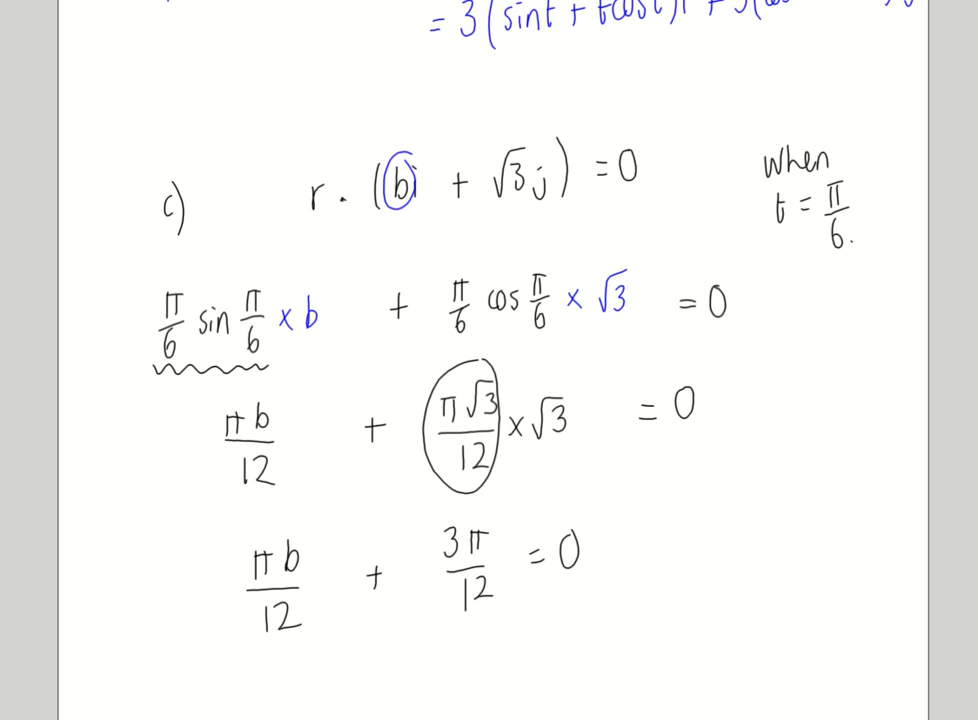 = 3(sint + tcost)i + 3(
c) r . (bi + √3 j) = 0 when t = π/6.
π/6 sin π/6 × b + π/6 cos π/6 × √3 = 0
πb/12 + π√3/12 × √3 = 0
πb/12 + 3π/12 = 0